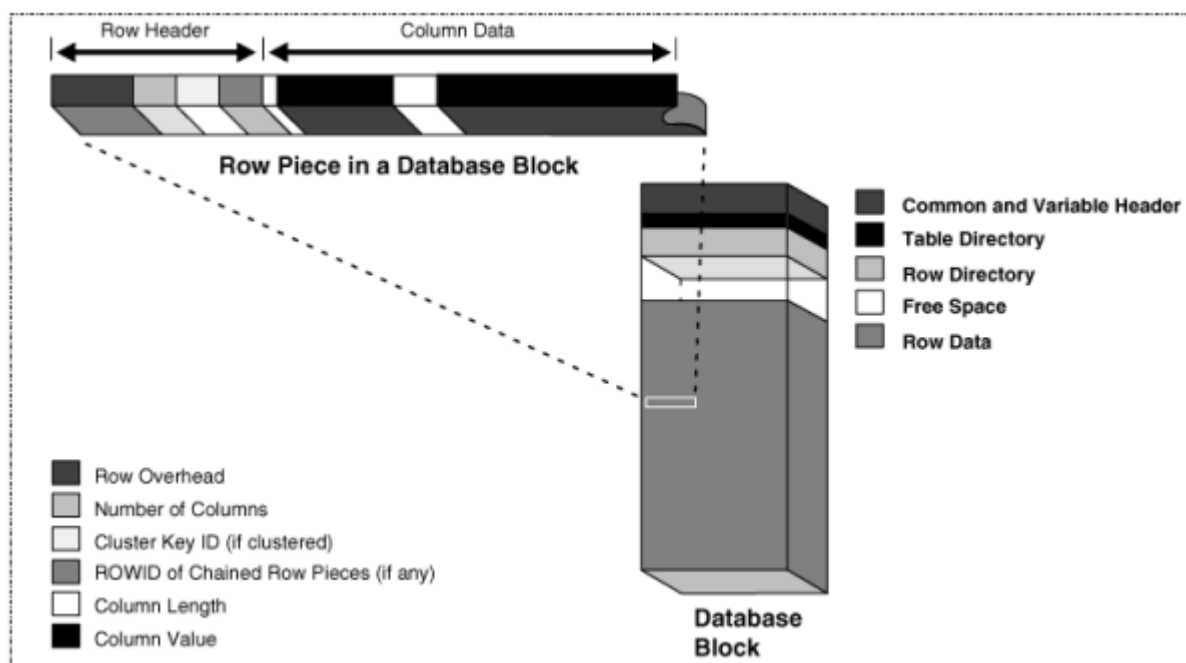 Row Header
Column Data
Row Piece in a Database Block
Common and Variable Header
Table Directory
Row Directory
Free Space
Row Data
Row Overhead
Number of Columns
Cluster Key ID (if clustered)
ROWID of Chained Row Pieces (if any)
Column Length
Column Value
Database
Block